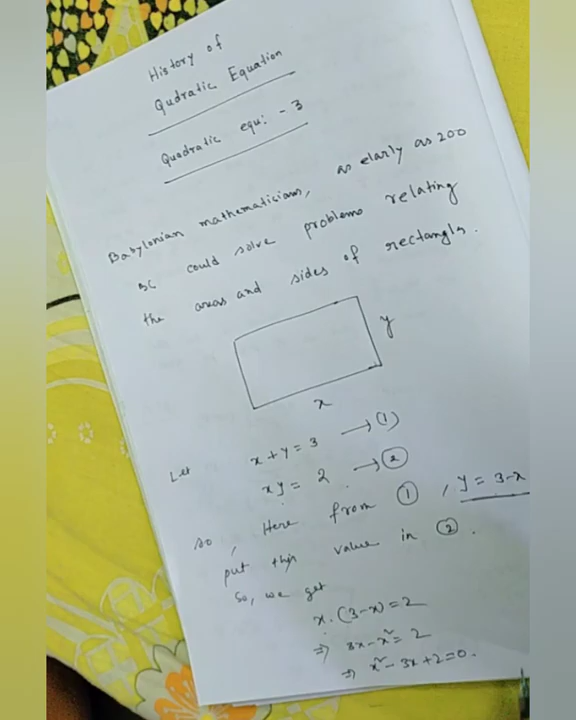 History of
Qudratic Equation
Quadratic equ: - 3
Babylonian mathematicians, as elarly as 200
BC could solve problems relating
the areas and sides of rectangls.
y
x
Let x + y = 3 → (1)
xy = 2 → (2)
so, Here from (1), y = 3-x
put this value in (2).
So, we get
x.(3-x) = 2
⇒ 3x - x² = 2
⇒ x² - 3x + 2 = 0.